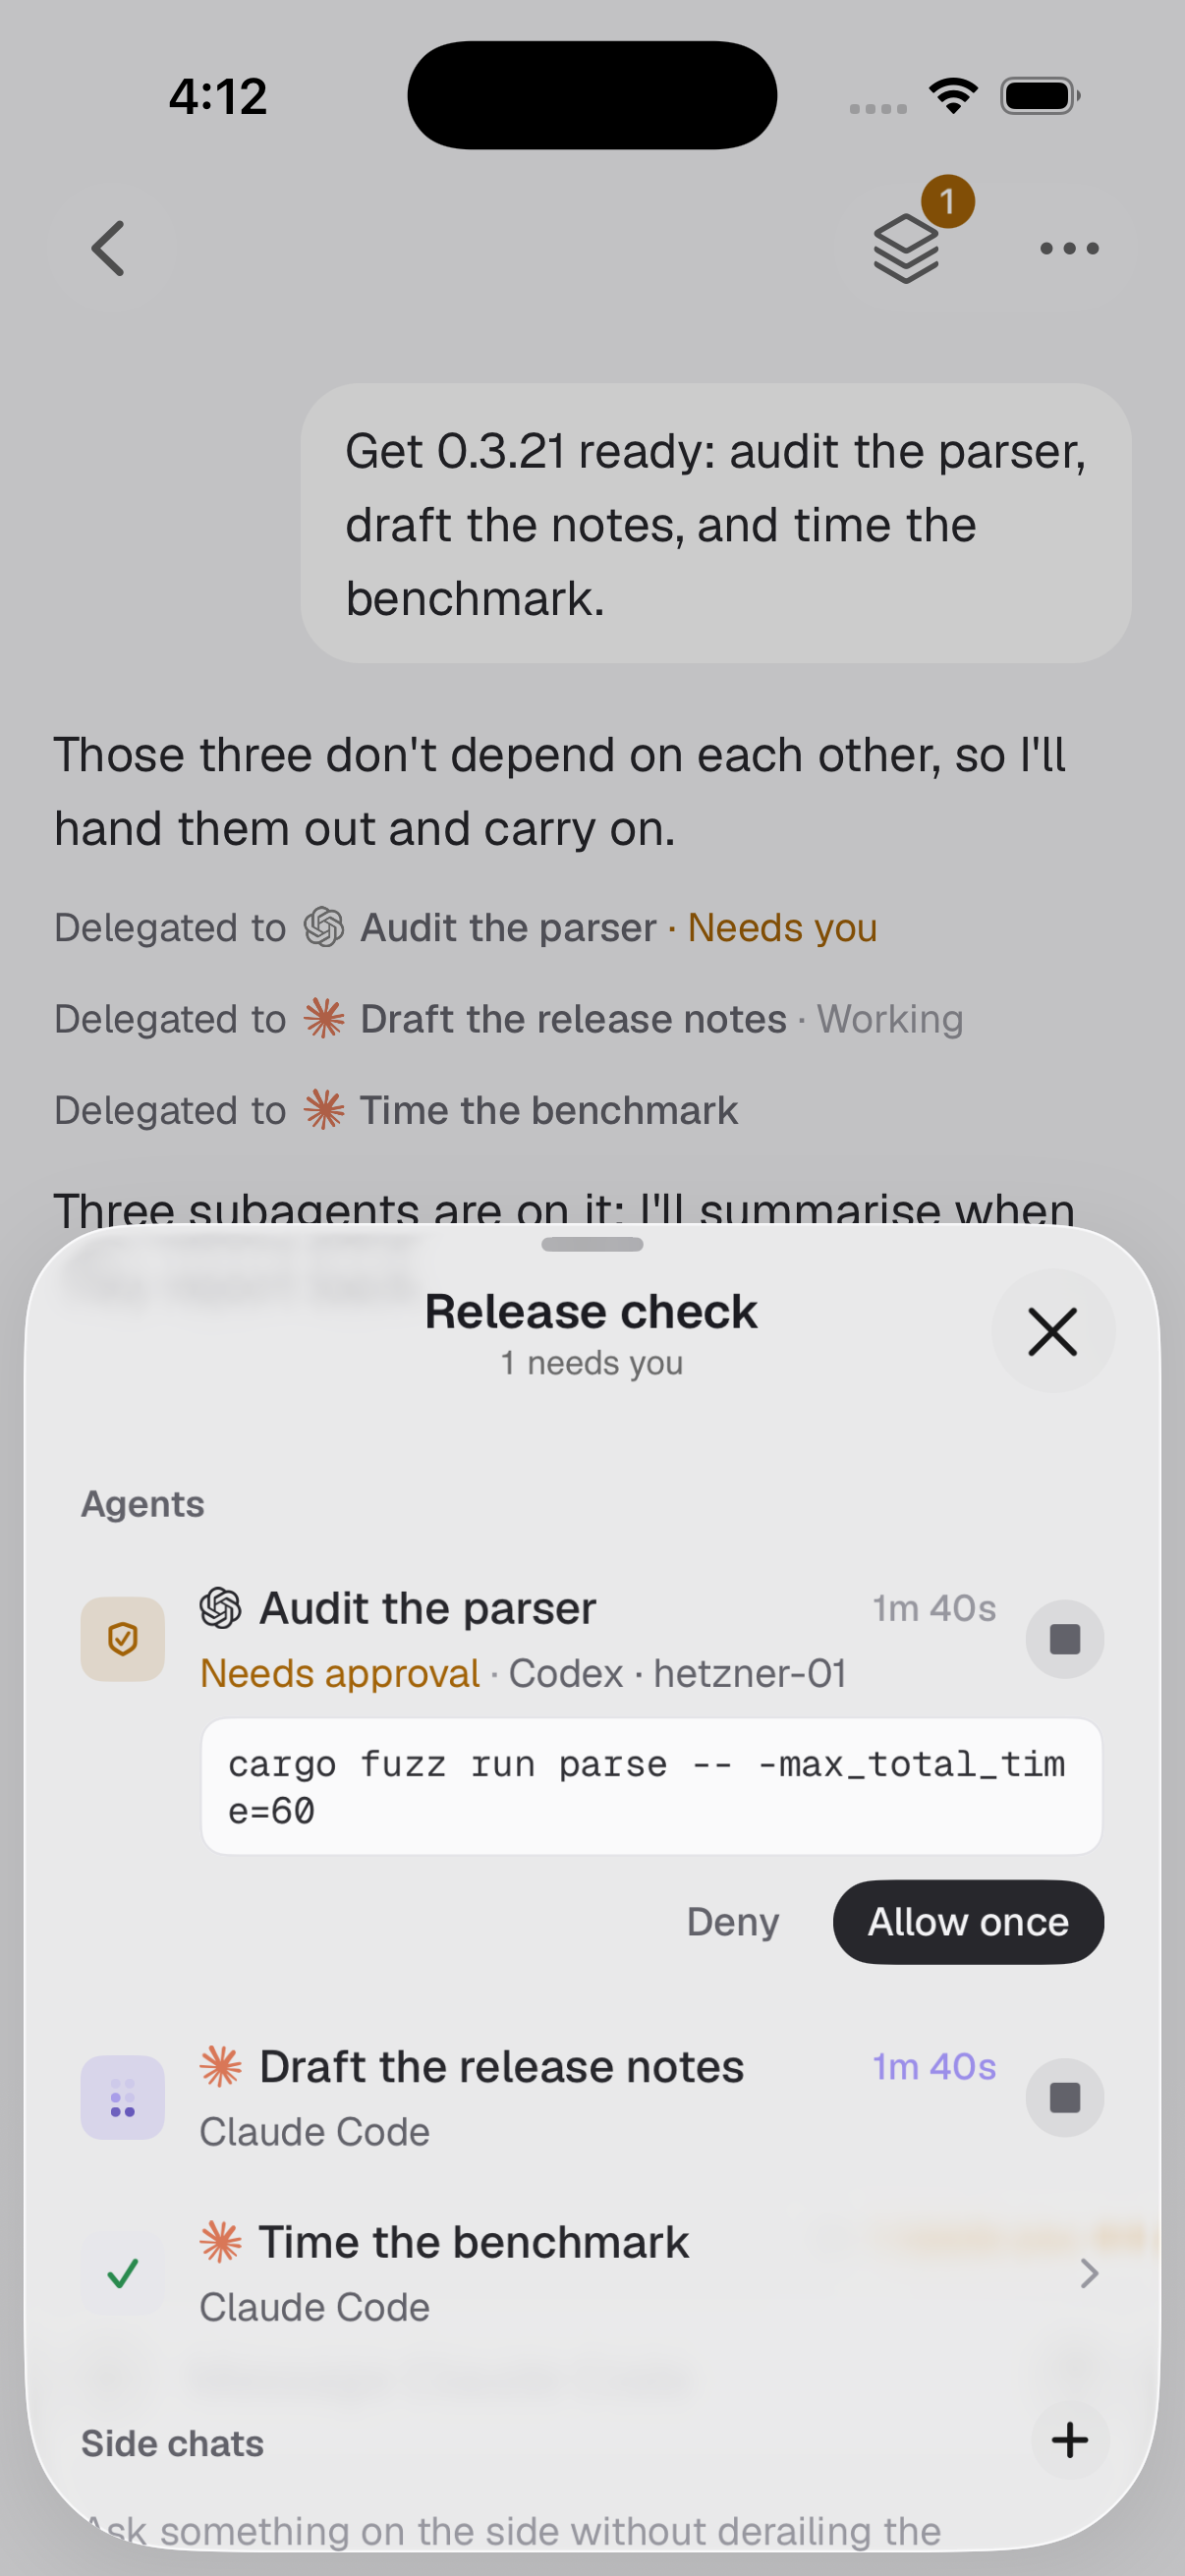 4:12
1
Get 0.3.21 ready: audit the parser,
draft the notes, and time the
benchmark.
Those three don't depend on each other, so I'll
hand them out and carry on.
Delegated to Audit the parser · Needs you
Delegated to Draft the release notes · Working
Delegated to Time the benchmark
Three subagents are on it; I'll summarise when
Release check
1 needs you
Agents
Audit the parser 1m 40s
Needs approval · Codex · hetzner-01
cargo fuzz run parse -- -max_total_tim
e=60
Deny Allow once
Draft the release notes 1m 40s
Claude Code
Time the benchmark
Claude Code
Side chats
Ask something on the side without derailing the